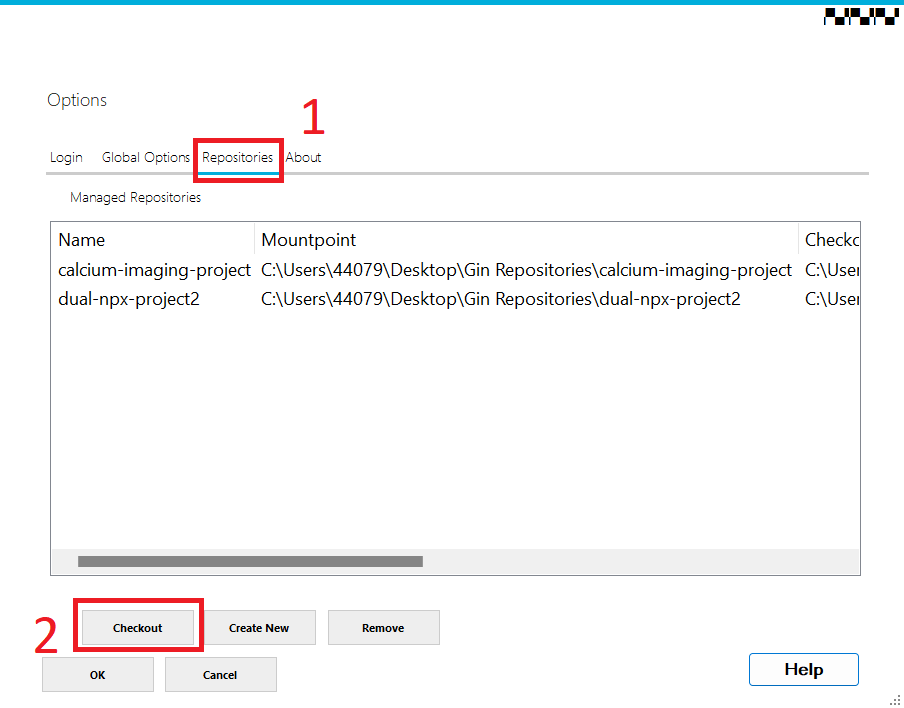 Options
1
Login Global Options Repositories About
Managed Repositories
Name Mountpoint Checkc
calcium-imaging-project C:\Users\44079\Desktop\Gin Repositories\calcium-imaging-project C:\User
dual-npx-project2 C:\Users\44079\Desktop\Gin Repositories\dual-npx-project2 C:\User
2 Checkout Create New Remove
OK Cancel Help